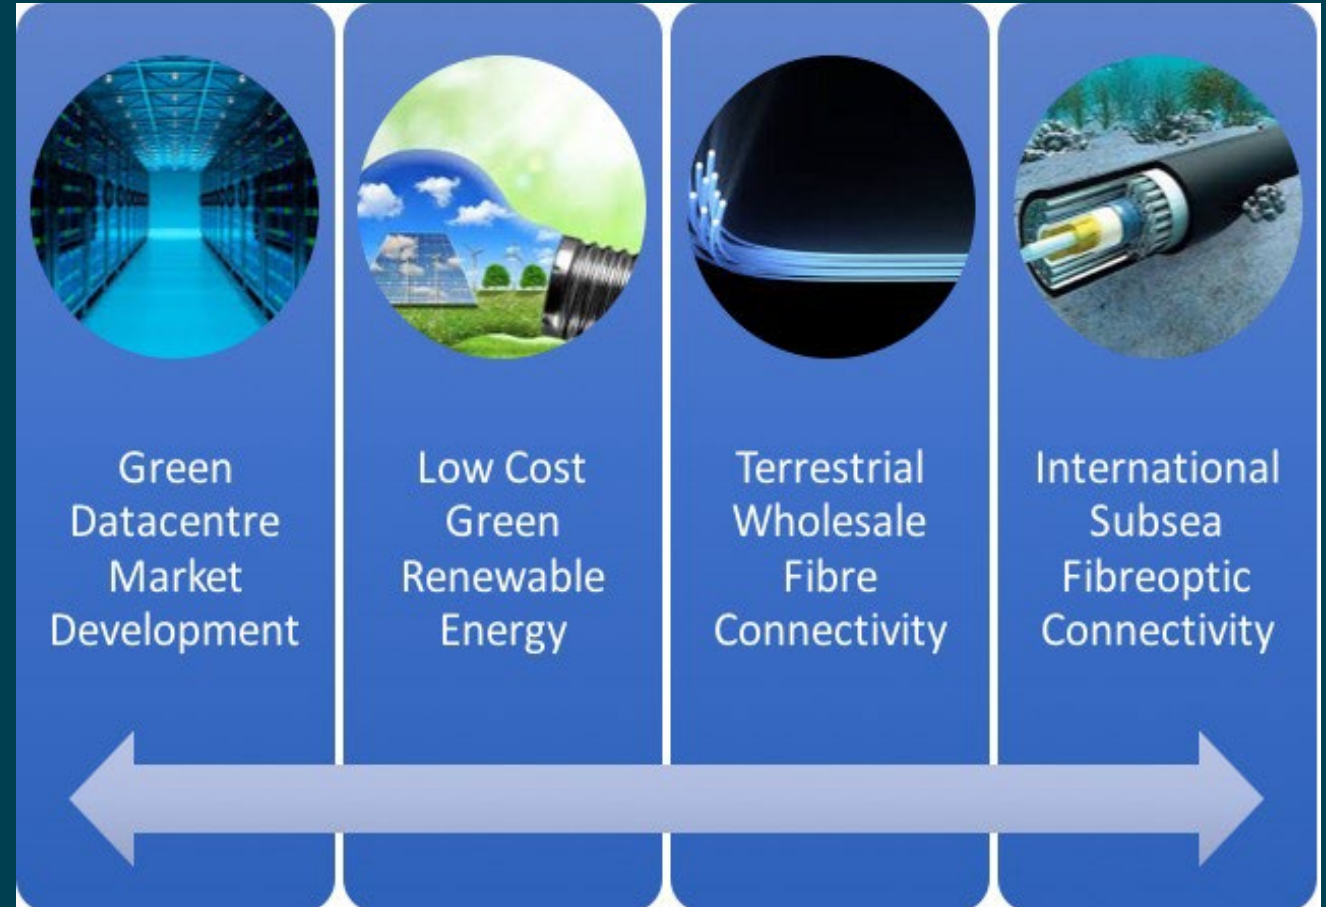 Green
Datacentre
Market
Development
Low Cost
Green
Renewable
Energy
Terrestrial
Wholesale
Fibre
Connectivity
International
Subsea
Fibreoptic
Connectivity